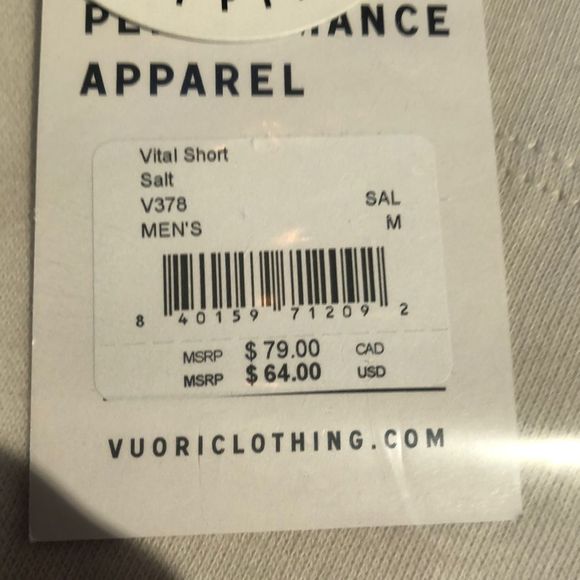 APPAREL
Vital Short
Salt
V378 SAL
MEN'S M
8 40159 71209 2
MSRP $79.00 CAD
MSRP $64.00 USD
VUORICLOTHING.COM